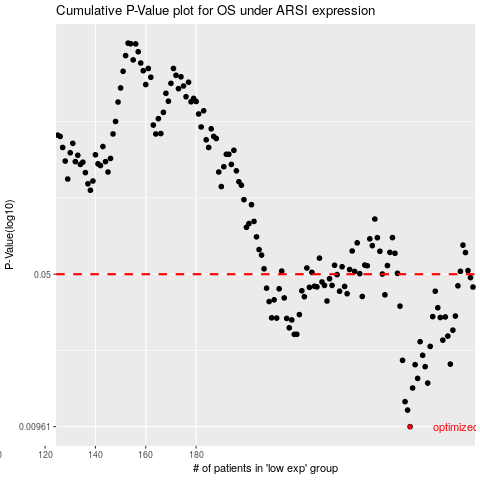 Cumulative P-Value plot for OS under ARSI expression
P-Value(log10)
0.05
0.00961
optimized
0
120
140
160
180
# of patients in 'low exp' group